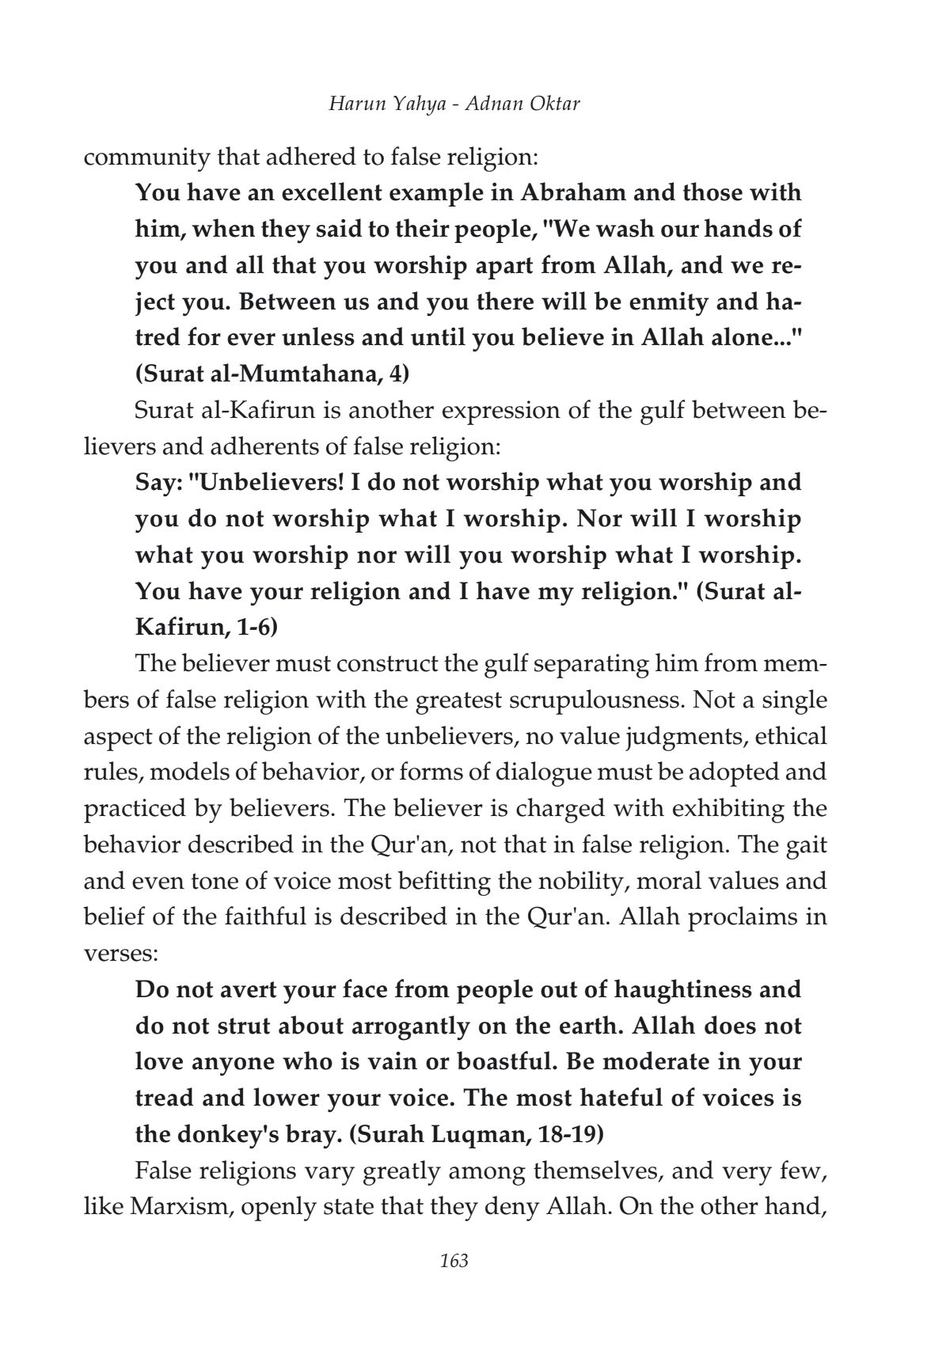 Harun Yahya - Adnan Oktar
community that adhered to false religion:
You have an excellent example in Abraham and those with
him, when they said to their people, "We wash our hands of
you and all that you worship apart from Allah, and we re-
ject you. Between us and you there will be enmity and ha-
tred for ever unless and until you believe in Allah alone..."
(Surat al-Mumtahana, 4)
Surat al-Kafirun is another expression of the gulf between be-
lievers and adherents of false religion:
Say: "Unbelievers! I do not worship what you worship and
you do not worship what I worship. Nor will I worship
what you worship nor will you worship what I worship.
You have your religion and I have my religion." (Surat al-
Kafirun, 1-6)
The believer must construct the gulf separating him from mem-
bers of false religion with the greatest scrupulousness. Not a single
aspect of the religion of the unbelievers, no value judgments, ethical
rules, models of behavior, or forms of dialogue must be adopted and
practiced by believers. The believer is charged with exhibiting the
behavior described in the Qur'an, not that in false religion. The gait
and even tone of voice most befitting the nobility, moral values and
belief of the faithful is described in the Qur'an. Allah proclaims in
verses:
Do not avert your face from people out of haughtiness and
do not strut about arrogantly on the earth. Allah does not
love anyone who is vain or boastful. Be moderate in your
tread and lower your voice. The most hateful of voices is
the donkey's bray. (Surah Luqman, 18-19)
False religions vary greatly among themselves, and very few,
like Marxism, openly state that they deny Allah. On the other hand,
163